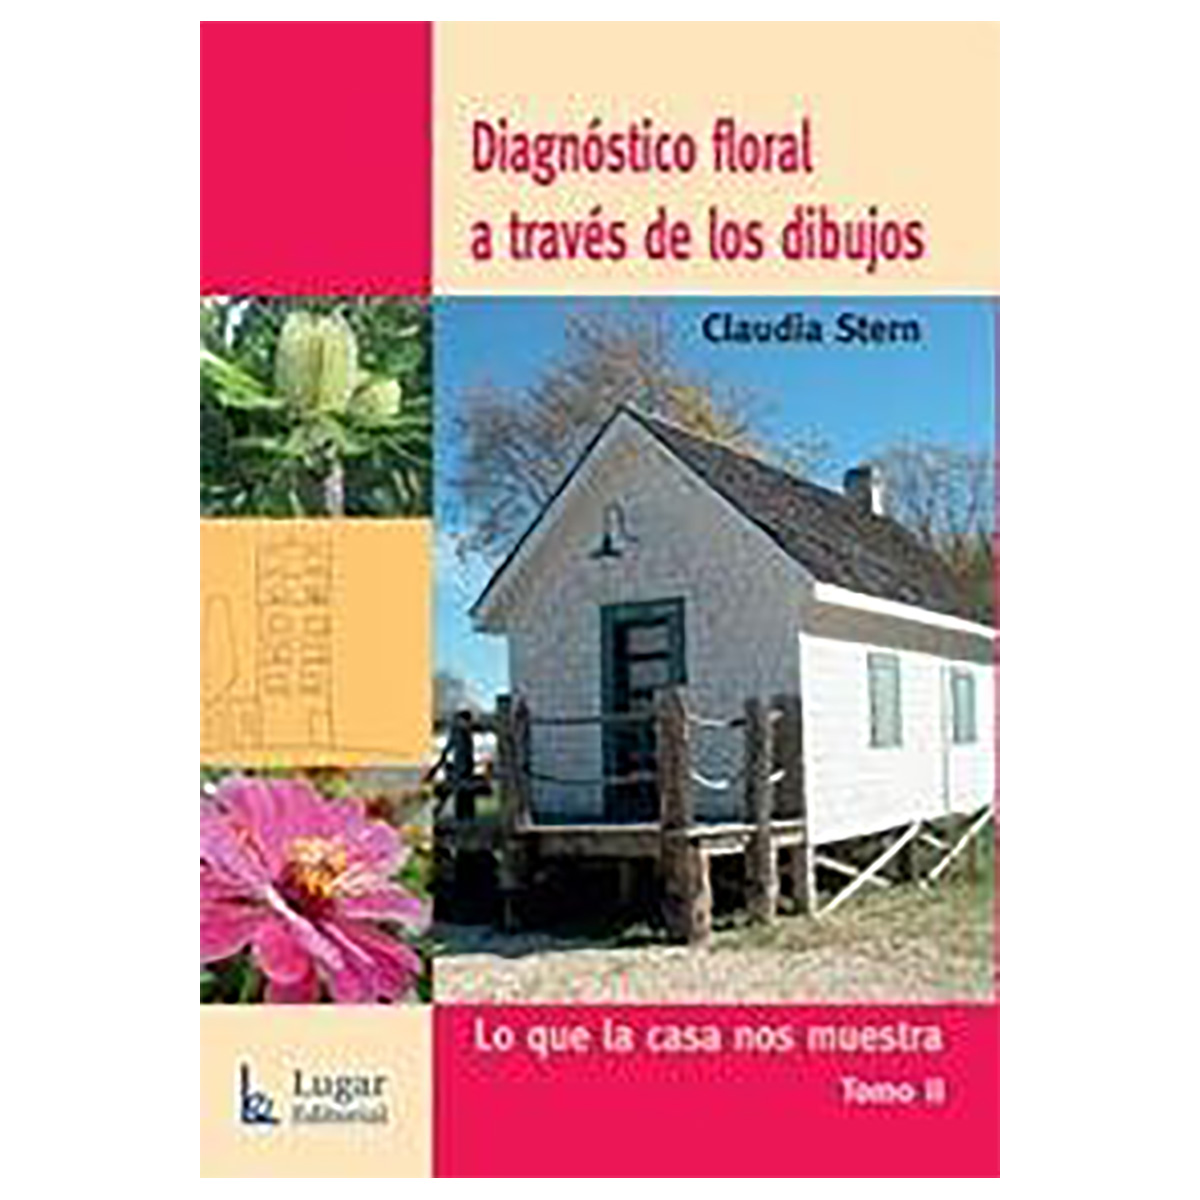 Diagnóstico floral
a través de los dibujos
Claudia Stern
Lo que la casa nos muestra
Tomo II
Lugar
Editorial